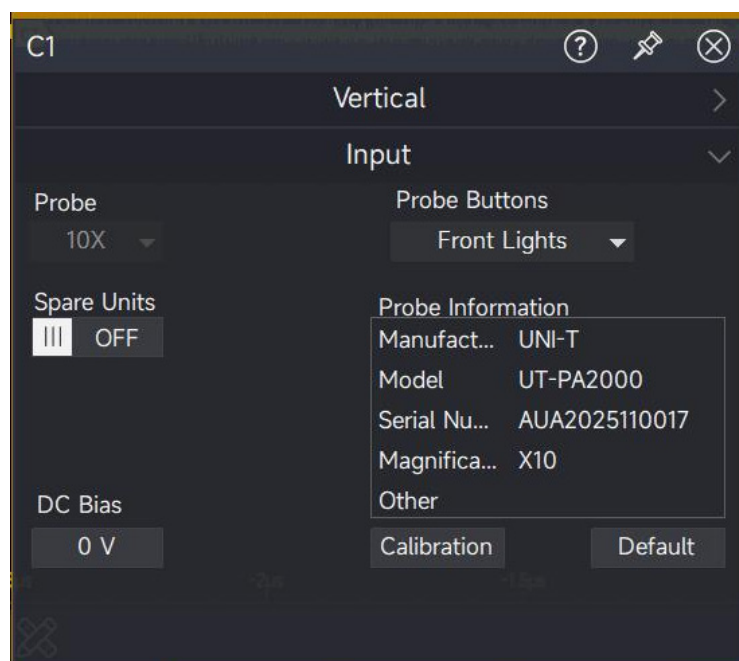 C1
Vertical
Input
Probe
Probe Buttons
10X
Front Lights
Spare Units
Probe Information
OFF
Manufact... UNI-T
Model UT-PA2000
Serial Nu... AUA2025110017
Magnifica... X10
Other
DC Bias
0 V
Calibration
Default